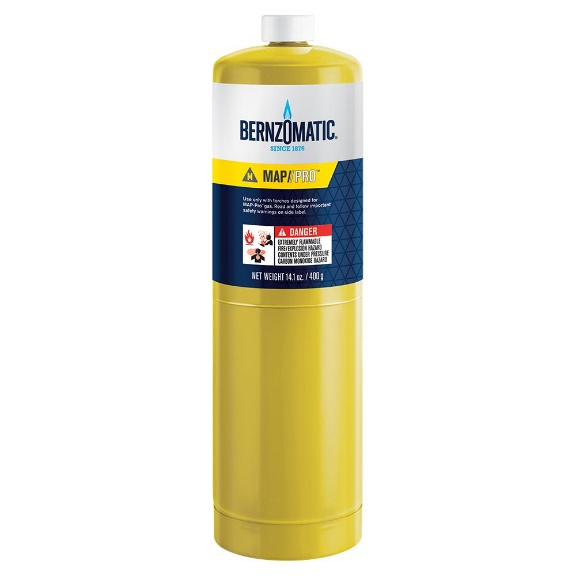 BERNZOMATIC®
SINCE 1876
MAP//PRO™
Use only with torches designed for
MAP-Pro™ gas. Read and follow important
safety warnings on side label.
DANGER
EXTREMELY FLAMMABLE
FIRE/EXPLOSION HAZARD
CONTENTS UNDER PRESSURE
CARBON MONOXIDE HAZARD
NET WEIGHT 14.1 oz. / 400 g